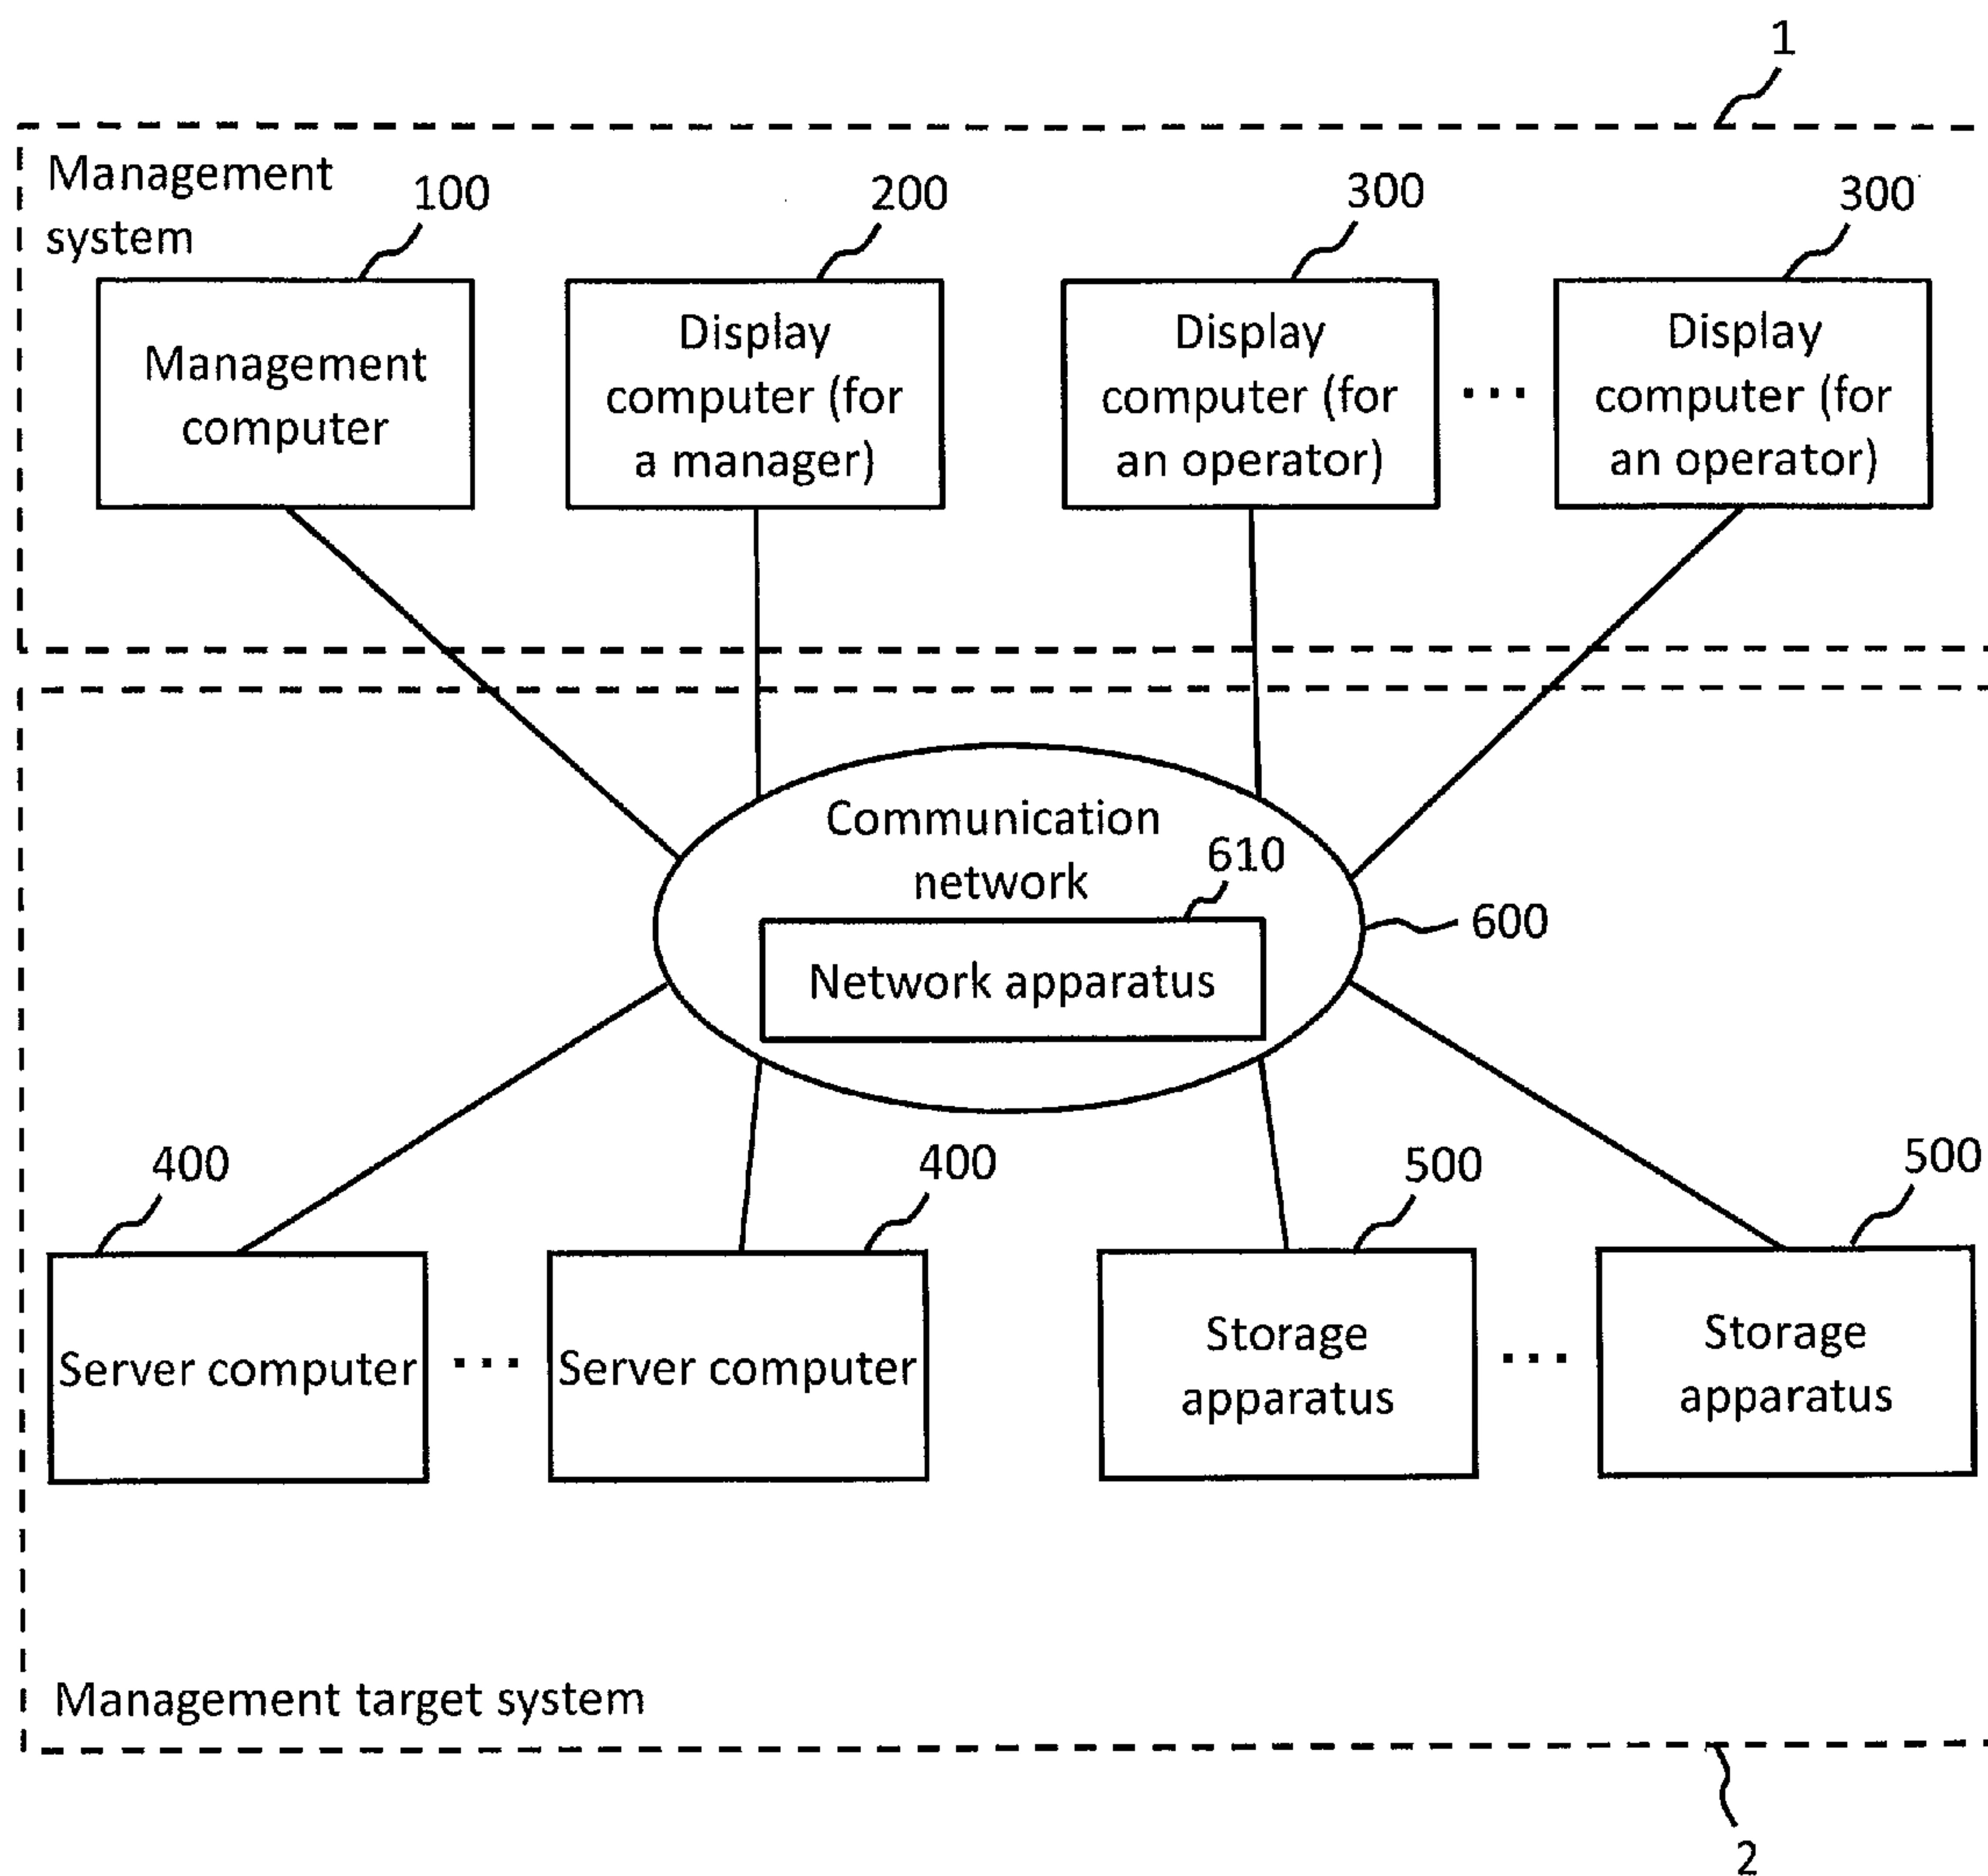 1
Management
system
100
200
300
300
Management
computer
Display
computer (for
a manager)
Display
computer (for
an operator)
...
Display
computer (for
an operator)
Communication
network
610
600
Network apparatus
400
400
500
500
Server computer
...
Server computer
Storage
apparatus
...
Storage
apparatus
Management target system
2